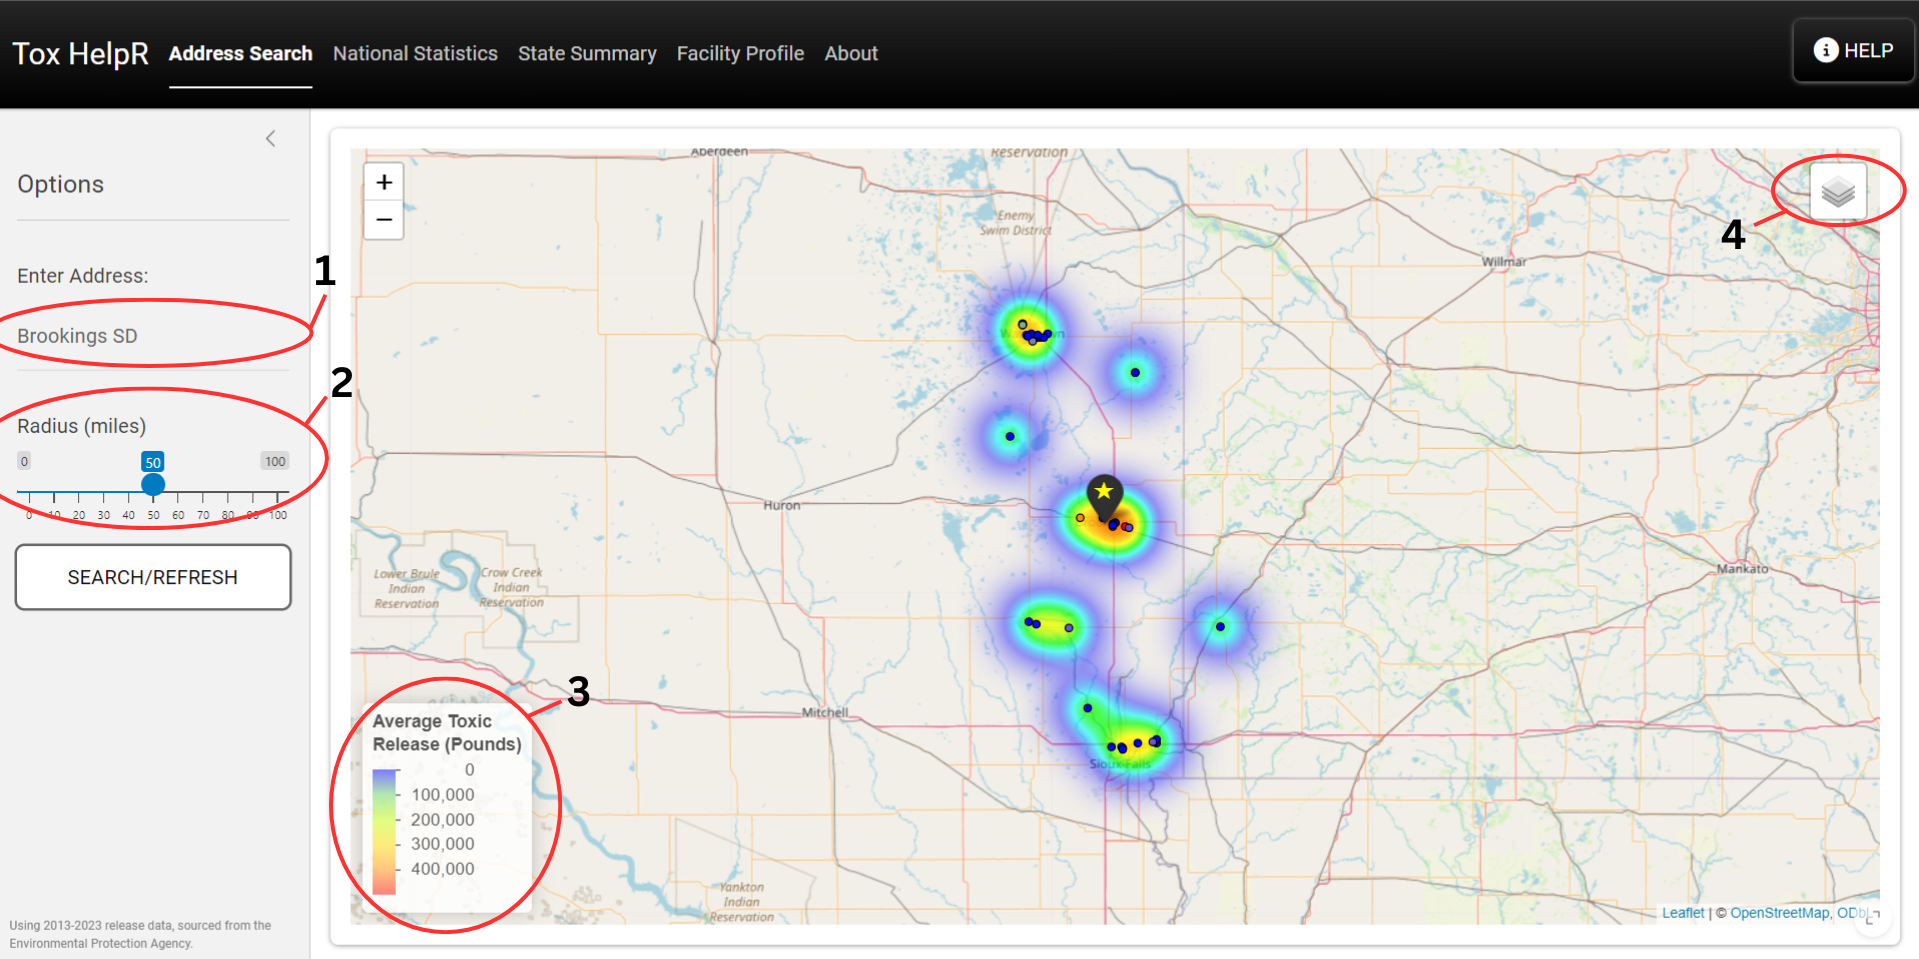 Tox HelpR Address Search National Statistics State Summary Facility Profile About HELP
Options
Enter Address:
Brookings SD
1
Radius (miles)
0 50 100
0 10 20 30 40 50 60 70 80 90 100
2
SEARCH/REFRESH
Using 2013-2023 release data, sourced from the
Environmental Protection Agency.
+
−
4
Aberdeen
Reservation
Enemy
Swim District
Willmar
Huron
Lower Brule
Indian
Reservation
Crow Creek
Indian
Reservation
Mankato
Mitchell
Sioux Falls
Yankton
Indian
Reservation
3
Average Toxic
Release (Pounds)
0
100,000
200,000
300,000
400,000
Leaflet | © OpenStreetMap, ODbL